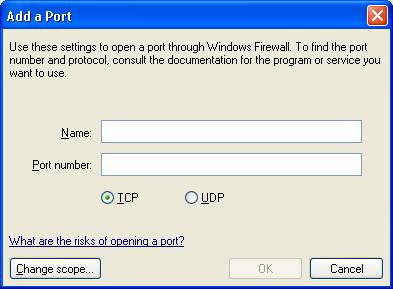 Add a Port
Use these settings to open a port through Windows Firewall. To find the port
number and protocol, consult the documentation for the program or service you
want to use.
Name:
Port number:
TCP UDP
What are the risks of opening a port?
Change scope... OK Cancel